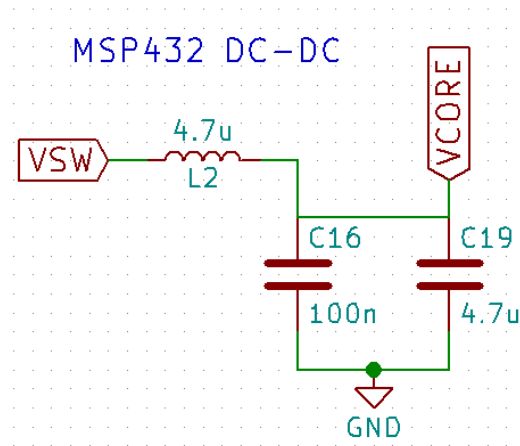 MSP432 DC-DC
VCORE
4.7u
VSW
L2
C16
C19
100n
4.7u
GND